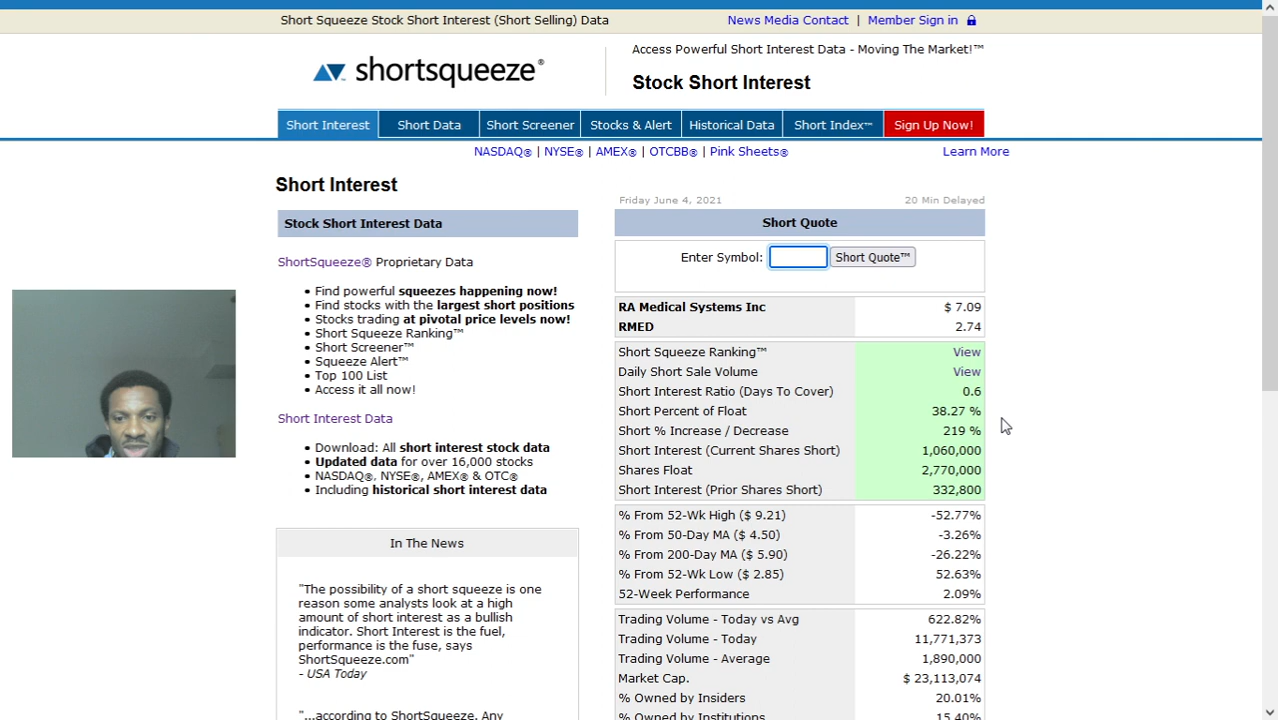 Short Squeeze Stock Short Interest (Short Selling) Data
News Media Contact | Member Sign in
shortsqueeze®
Access Powerful Short Interest Data - Moving The Market!™
Stock Short Interest
Short Interest
Short Data
Short Screener
Stocks & Alert
Historical Data
Short Index™
Sign Up Now!
NASDAQ® | NYSE® | AMEX® | OTCBB® | Pink Sheets®
Learn More
Short Interest
Stock Short Interest Data
ShortSqueeze® Proprietary Data
• Find powerful squeezes happening now!
• Find stocks with the largest short positions
• Stocks trading at pivotal price levels now!
• Short Squeeze Ranking™
• Short Screener™
• Squeeze Alert™
• Top 100 List
• Access it all now!
Short Interest Data
• Download: All short interest stock data
• Updated data for over 16,000 stocks
• NASDAQ®, NYSE®, AMEX® & OTC®
• Including historical short interest data
In The News
"The possibility of a short squeeze is one
reason some analysts look at a high
amount of short interest as a bullish
indicator. Short Interest is the fuel,
performance is the fuse, says
ShortSqueeze.com"
- USA Today
"...according to ShortSqueeze. Any
Friday June 4, 2021
20 Min Delayed
Short Quote
Enter Symbol:
Short Quote™
RA Medical Systems Inc $ 7.09
RMED 2.74
Short Squeeze Ranking™ View
Daily Short Sale Volume View
Short Interest Ratio (Days To Cover) 0.6
Short Percent of Float 38.27 %
Short % Increase / Decrease 219 %
Short Interest (Current Shares Short) 1,060,000
Shares Float 2,770,000
Short Interest (Prior Shares Short) 332,800
% From 52-Wk High ($ 9.21) -52.77%
% From 50-Day MA ($ 4.50) -3.26%
% From 200-Day MA ($ 5.90) -26.22%
% From 52-Wk Low ($ 2.85) 52.63%
52-Week Performance 2.09%
Trading Volume - Today vs Avg 622.82%
Trading Volume - Today 11,771,373
Trading Volume - Average 1,890,000
Market Cap. $ 23,113,074
% Owned by Insiders 20.01%
% Owned by Institutions 15.40%